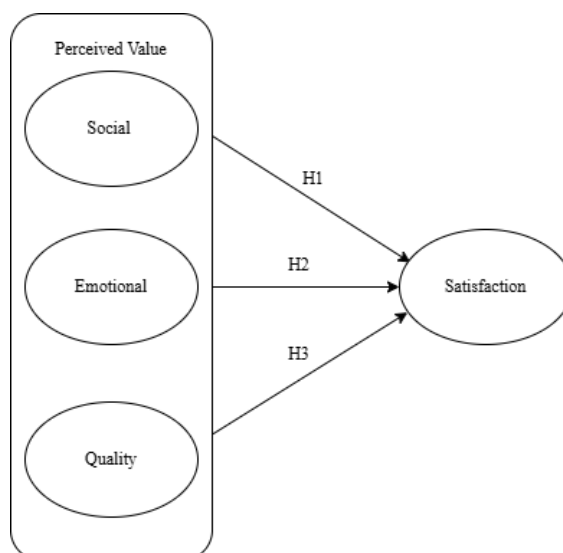 Perceived Value
Social
H1
H2
Emotional
Satisfaction
H3
Quality